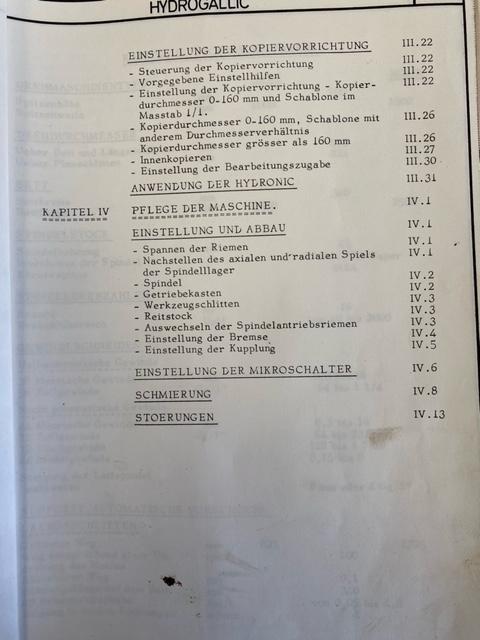 HYDROGALLIC
EINSTELLUNG DER KOPIERVORRICHTUNG III.22
- Steuerung der Kopiervorrichtung III.22
- Vorgegebene Einstellhilfen III.22
- Einstellung der Kopiervorrichtung - Kopier- III.22
durchmesser 0-160 mm und Schablone im
Masstab 1/1.
- Kopierdurchmesser 0-160 mm, Schablone mit III.26
anderem Durchmesserverhältnis
- Kopierdurchmesser grösser als 160 mm III.26
- Innenkopieren III.27
- Einstellung der Bearbeitungszugabe III.30
ANWENDUNG DER HYDRONIC III.31
KAPITEL IV PFLEGE DER MASCHINE. IV.1
EINSTELLUNG UND ABBAU IV.1
- Spannen der Riemen IV.1
- Nachstellen des axialen und radialen Spiels IV.1
der Spindelllager
- Spindel IV.2
- Getriebekasten IV.2
- Werkzeugschlitten IV.3
- Reitstock IV.3
- Auswechseln der Spindelantriebsriemen IV.3
- Einstellung der Bremse IV.4
- Einstellung der Kupplung IV.5
EINSTELLUNG DER MIKROSCHALTER IV.6
SCHMIERUNG IV.8
STOERUNGEN IV.13